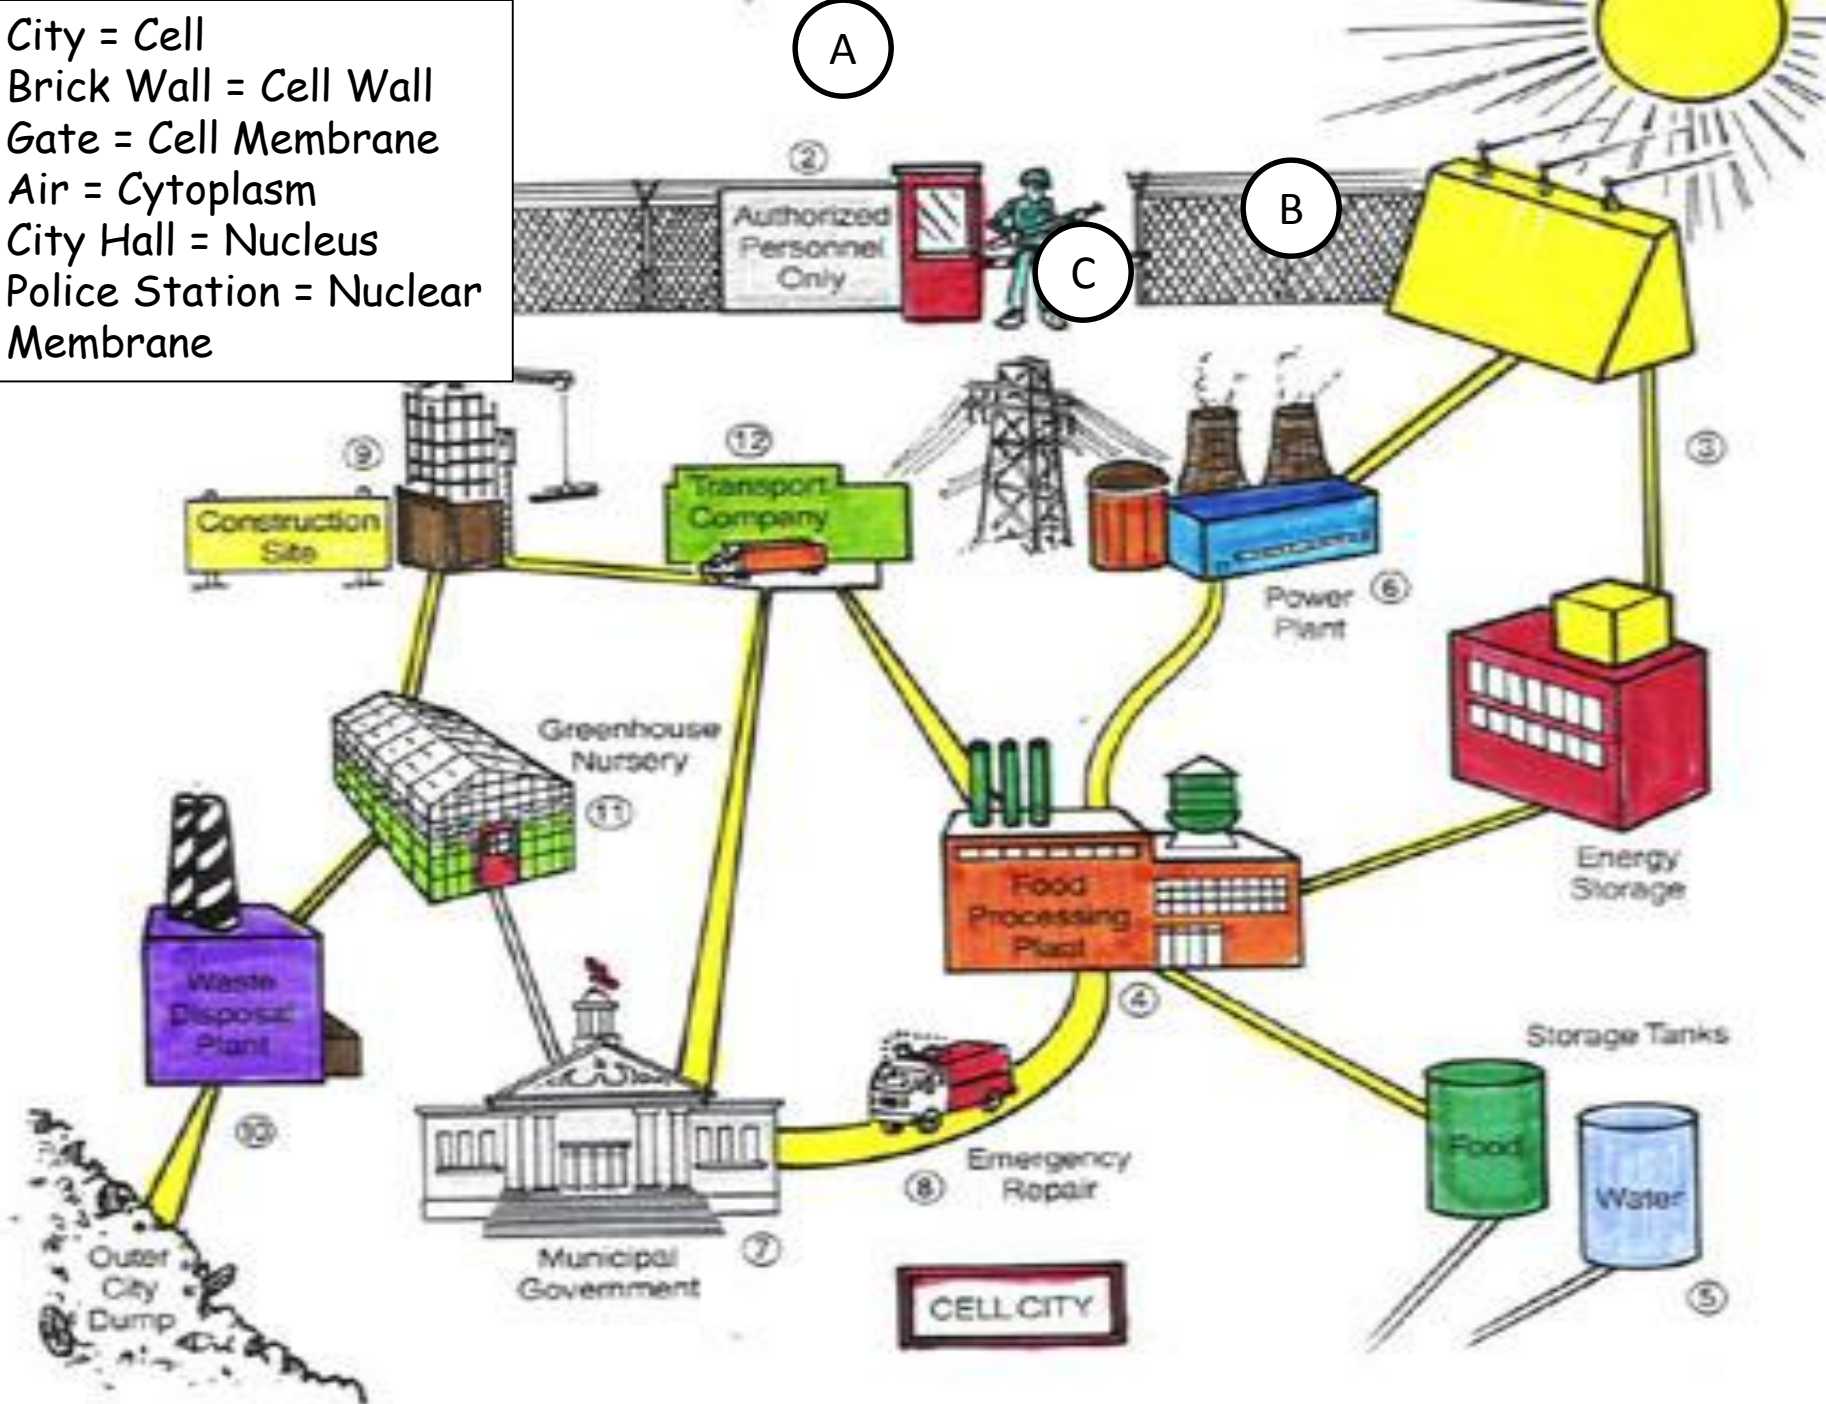 City = Cell
Brick Wall = Cell Wall
Gate = Cell Membrane
Air = Cytoplasm
City Hall = Nucleus
Police Station = Nuclear
Membrane
A
②
Authorized
Personnel
Only
B
C
③
⑨
Construction
Site
⑫
Transport
Company
Power
Plant
⑥
Greenhouse
Nursery
⑪
Energy
Storage
Food
Processing
Plant
④
Waste
Disposal
Plant
⑩
Storage Tanks
Food
Water
⑤
Emergency
Repair
⑧
Municipal
Government
⑦
Outer
City
Dump
CELL CITY